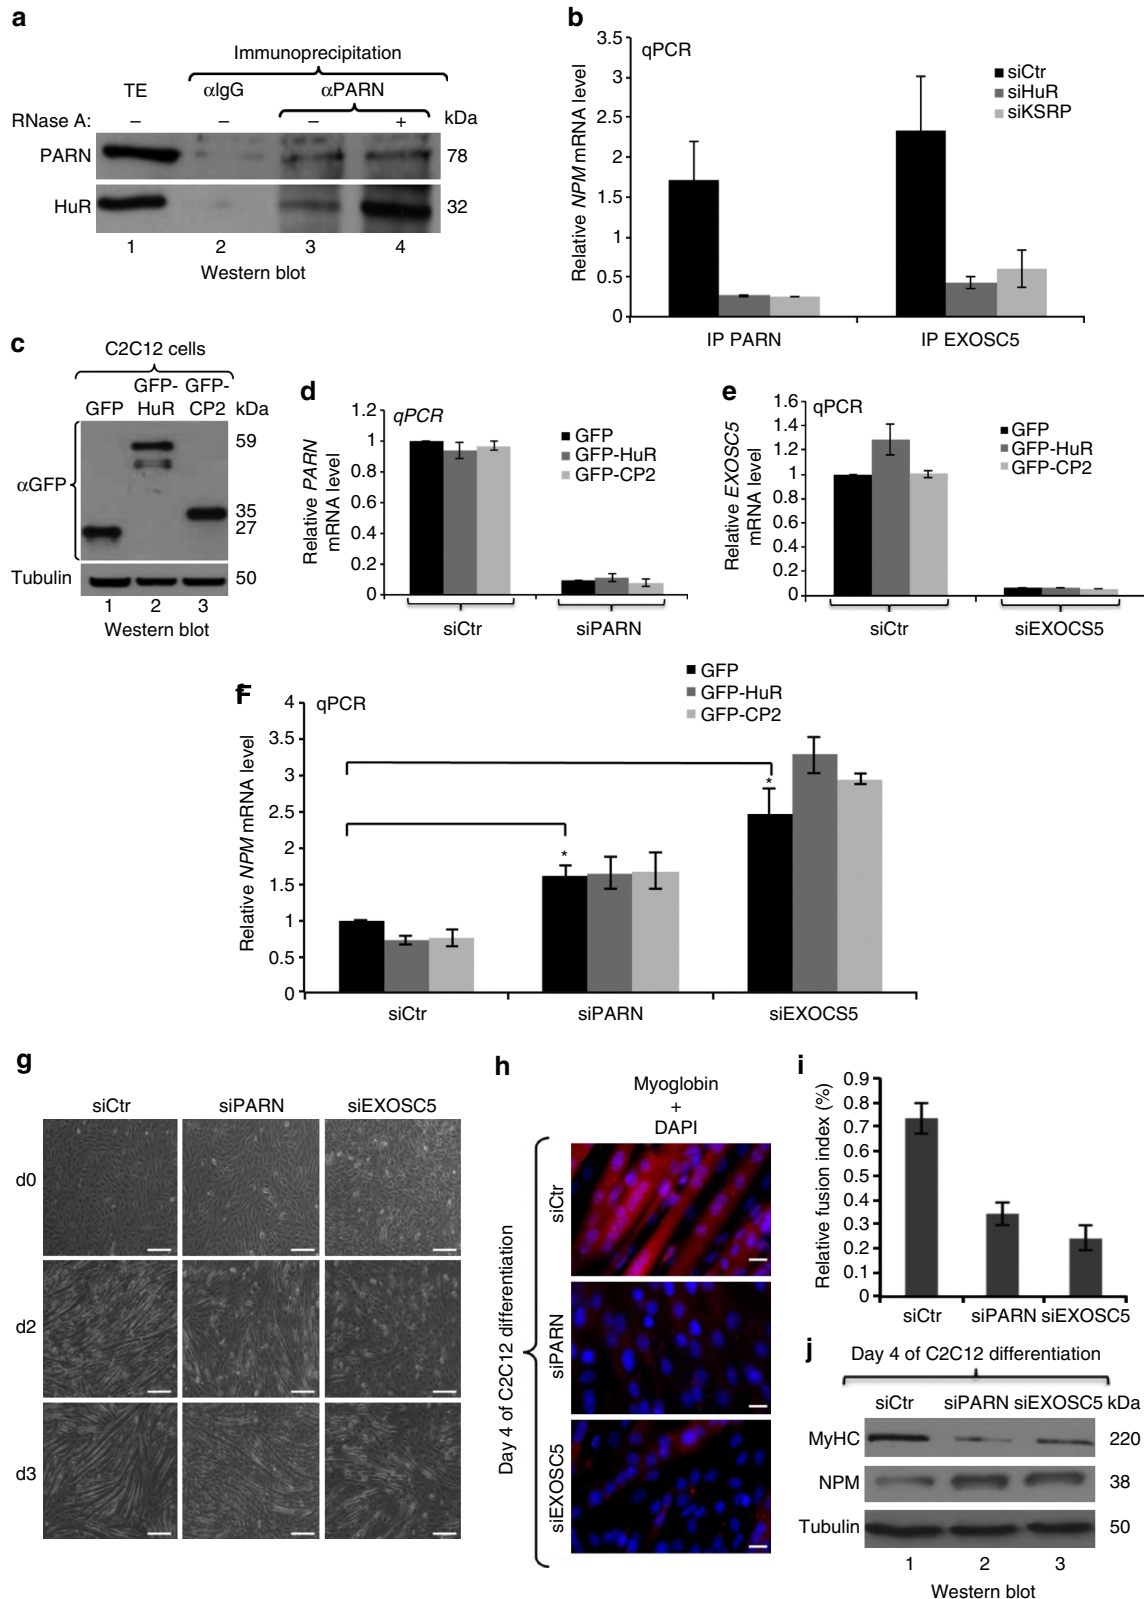 a
Immunoprecipitation
TE αIgG αPARN
RNase A: – – – + kDa
PARN 78
HuR 32
1 2 3 4
Western blot
b
qPCR
Relative NPM mRNA level
3.5
3
2.5
2
1.5
1
0.5
0
siCtr
siHuR
siKSRP
IP PARN IP EXOSC5
c
C2C12 cells
GFP GFP-HuR GFP-CP2 kDa
αGFP
59
35
27
Tubulin 50
1 2 3
Western blot
d
qPCR
Relative PARN mRNA level
1.2
1
0.8
0.6
0.4
0.2
0
GFP
GFP-HuR
GFP-CP2
siCtr siPARN
e
qPCR
Relative EXOSC5 mRNA level
1.6
1.4
1.2
1
0.8
0.6
0.4
0.2
0
GFP
GFP-HuR
GFP-CP2
siCtr siEXOCS5
f
qPCR
Relative NPM mRNA level
4
3.5
3
2.5
2
1.5
1
0.5
0
GFP
GFP-HuR
GFP-CP2
*
*
siCtr siPARN siEXOCS5
g
siCtr siPARN siEXOSC5
d0
d2
d3
h
Myoglobin
+
DAPI
Day 4 of C2C12 differentiation
siCtr
siPARN
siEXOSC5
i
Relative fusion index (%)
0.9
0.8
0.7
0.6
0.5
0.4
0.3
0.2
0.1
0
siCtr siPARN siEXOSC5
j
Day 4 of C2C12 differentiation
siCtr siPARN siEXOSC5 kDa
MyHC 220
NPM 38
Tubulin 50
1 2 3
Western blot